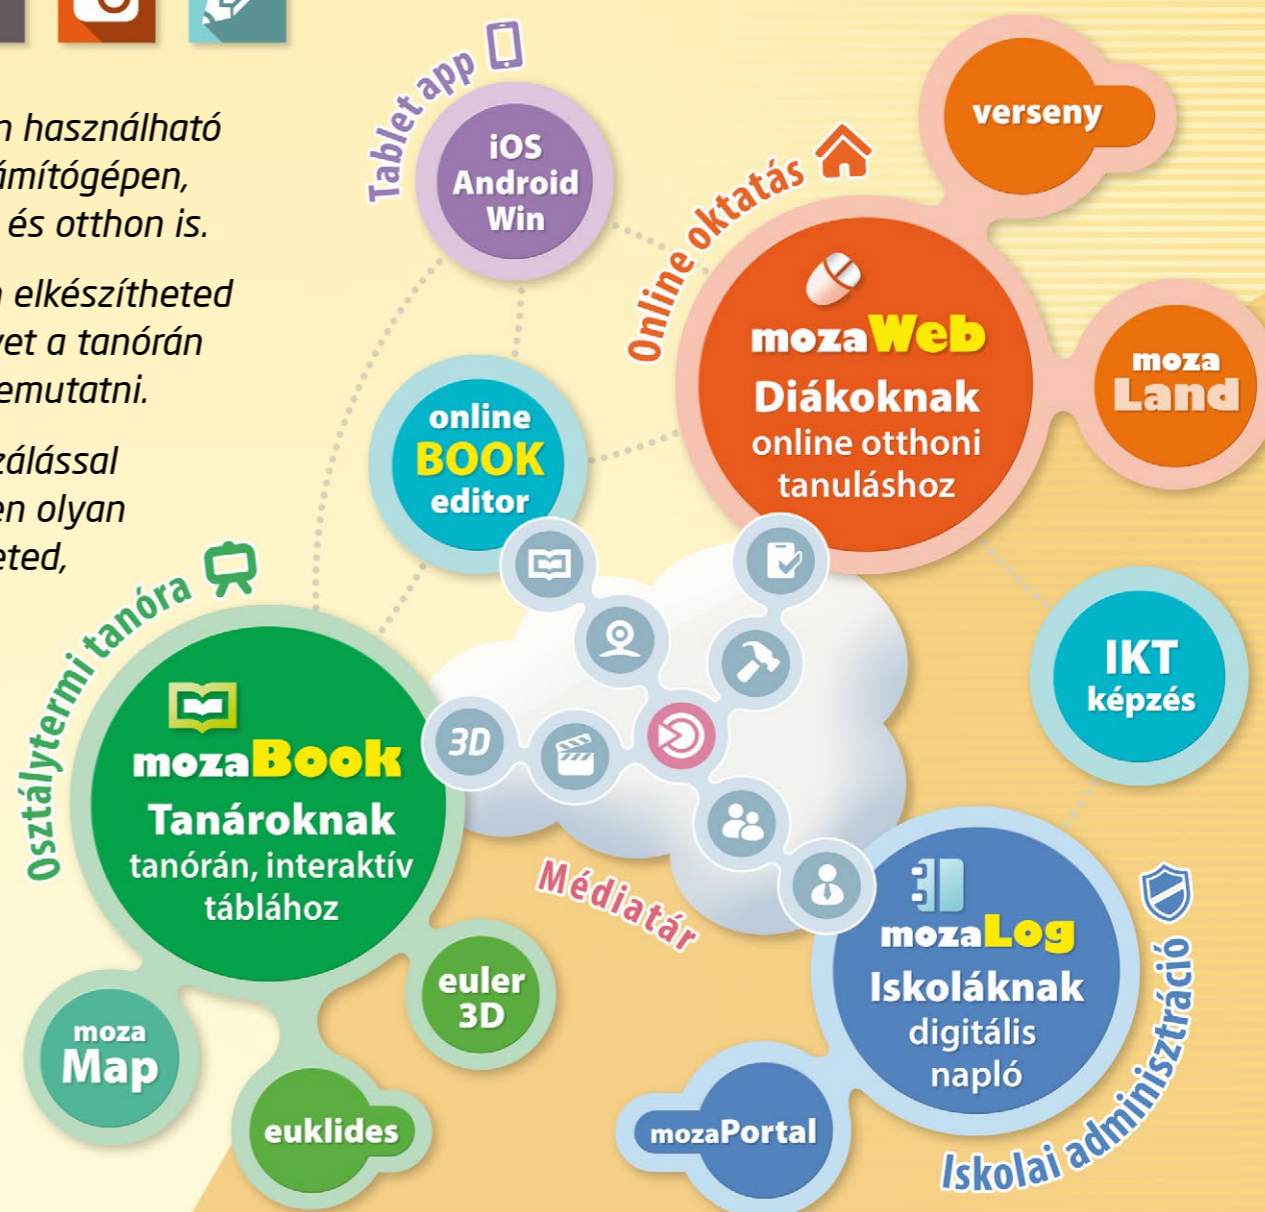 n használható
ámítógépen,
és otthon is.
elkészítheted
vet a tanórán
emutatni.
zálással
en olyan
eted,
Tablet app
iOS
Android
Win
Online oktatás
verseny
mozaWeb
Diákoknak
online otthoni
tanuláshoz
moza
Land
online
BOOK
editor
Osztálytermi tanóra
mozaBook
Tanároknak
tanórán, interaktív
táblához
3D
Médiatár
IKT
képzés
mozaLog
Iskoláknak
digitális
napló
Iskolai adminisztráció
euler
3D
moza
Map
euklides
mozaPortal